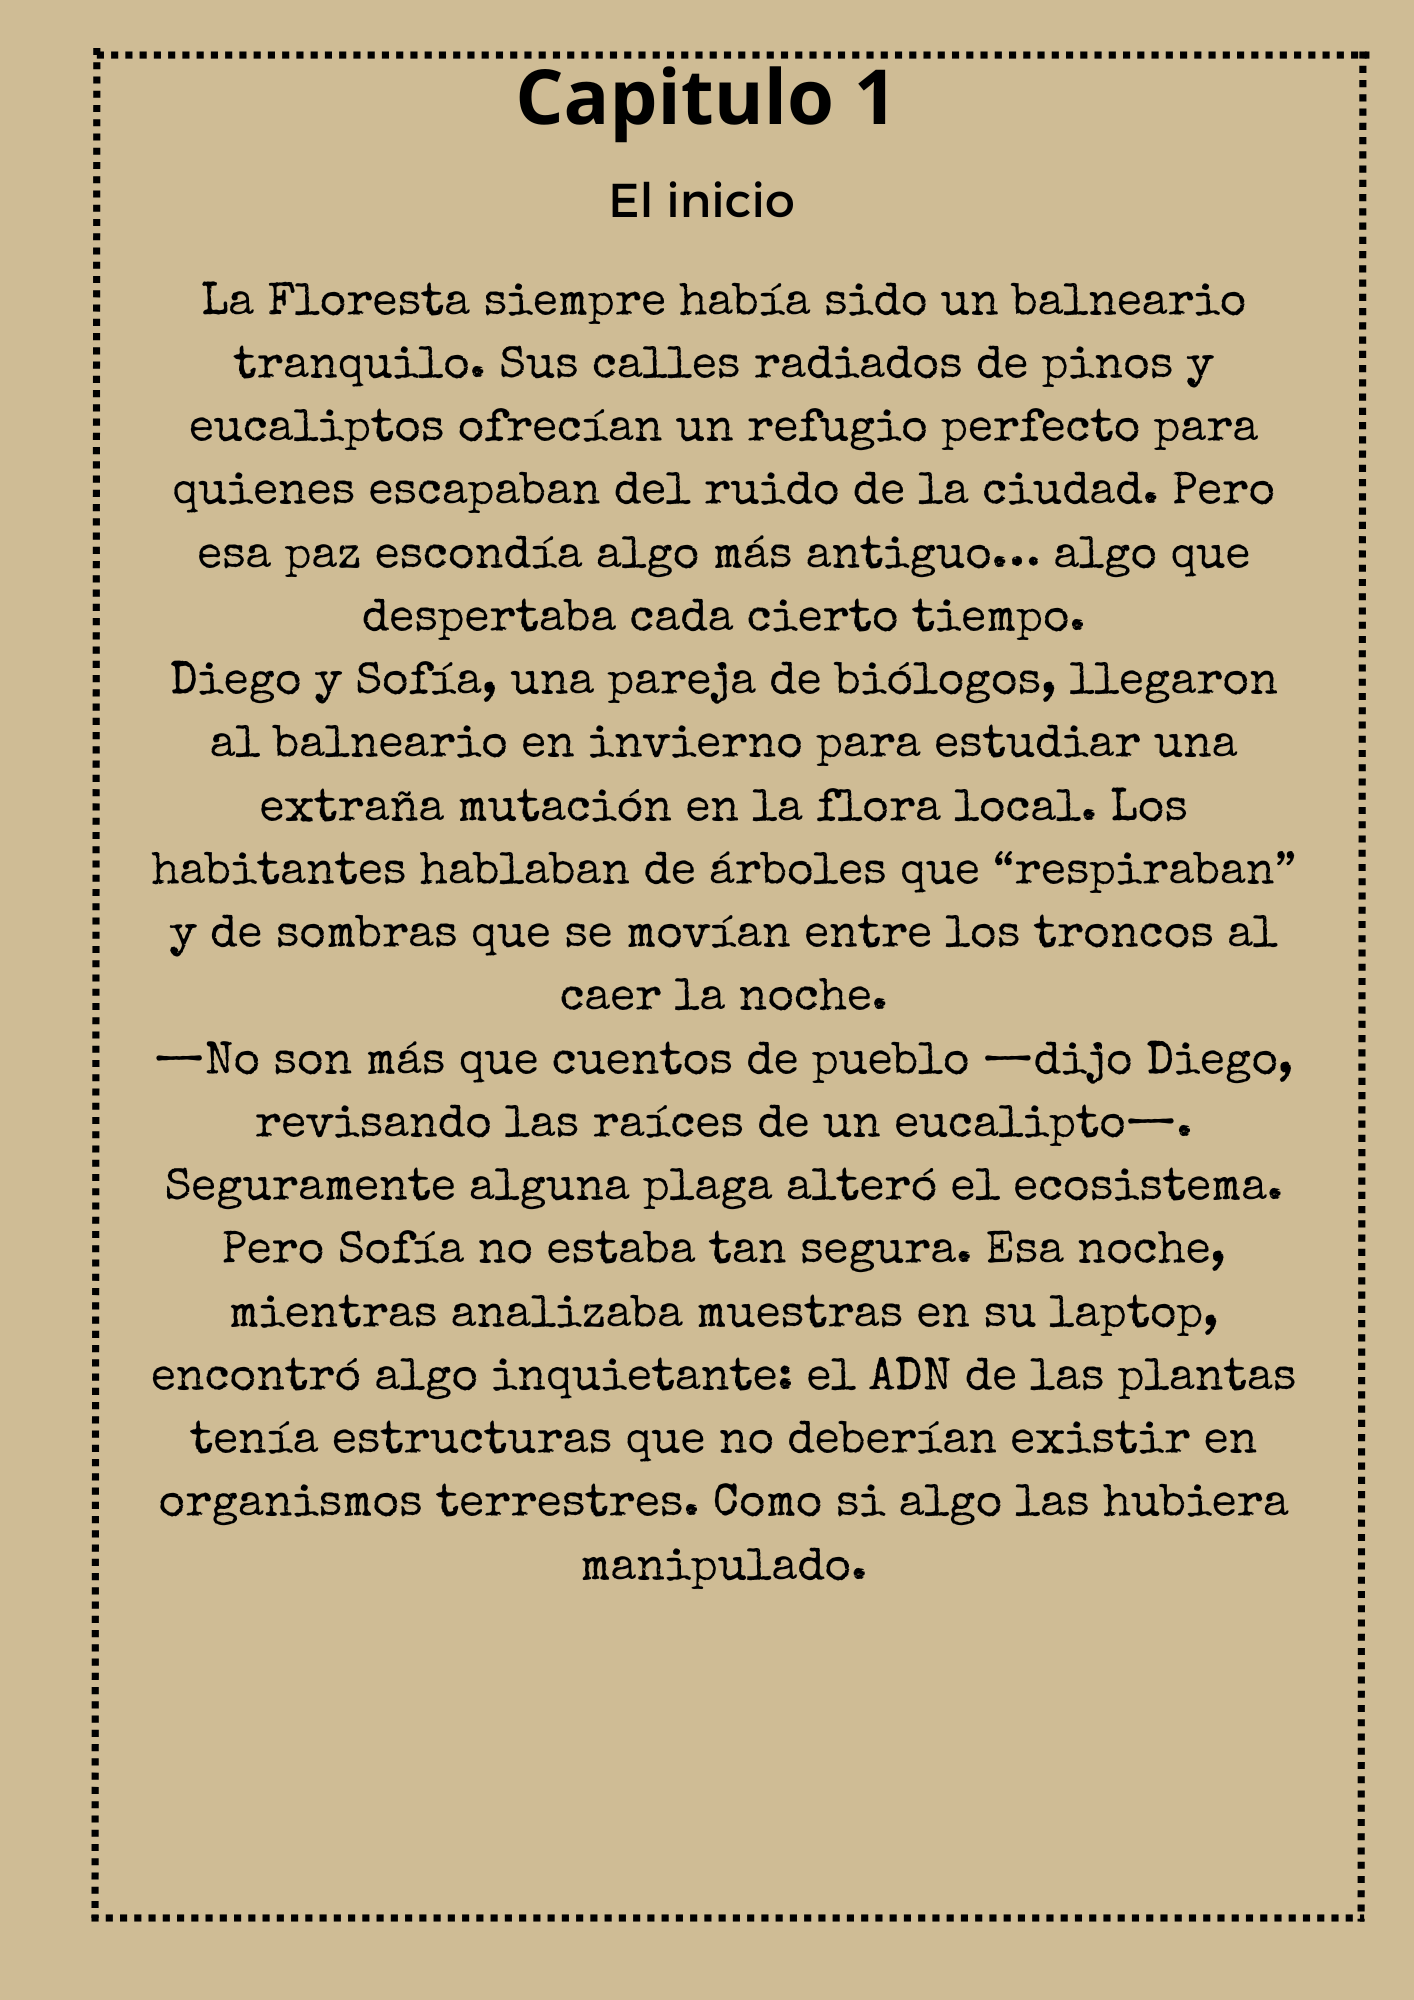 Capitulo 1
El inicio
La Floresta siempre había sido un balneario
tranquilo. Sus calles radiados de pinos y
eucaliptos ofrecían un refugio perfecto para
quienes escapaban del ruido de la ciudad. Pero
esa paz escondía algo más antiguo... algo que
despertaba cada cierto tiempo.
Diego y Sofía, una pareja de biólogos, llegaron
al balneario en invierno para estudiar una
extraña mutación en la flora local. Los
habitantes hablaban de árboles que “respiraban”
y de sombras que se movían entre los troncos al
caer la noche.
—No son más que cuentos de pueblo —dijo Diego,
revisando las raíces de un eucalipto—.
Seguramente alguna plaga alteró el ecosistema.
Pero Sofía no estaba tan segura. Esa noche,
mientras analizaba muestras en su laptop,
encontró algo inquietante: el ADN de las plantas
tenía estructuras que no deberían existir en
organismos terrestres. Como si algo las hubiera
manipulado.